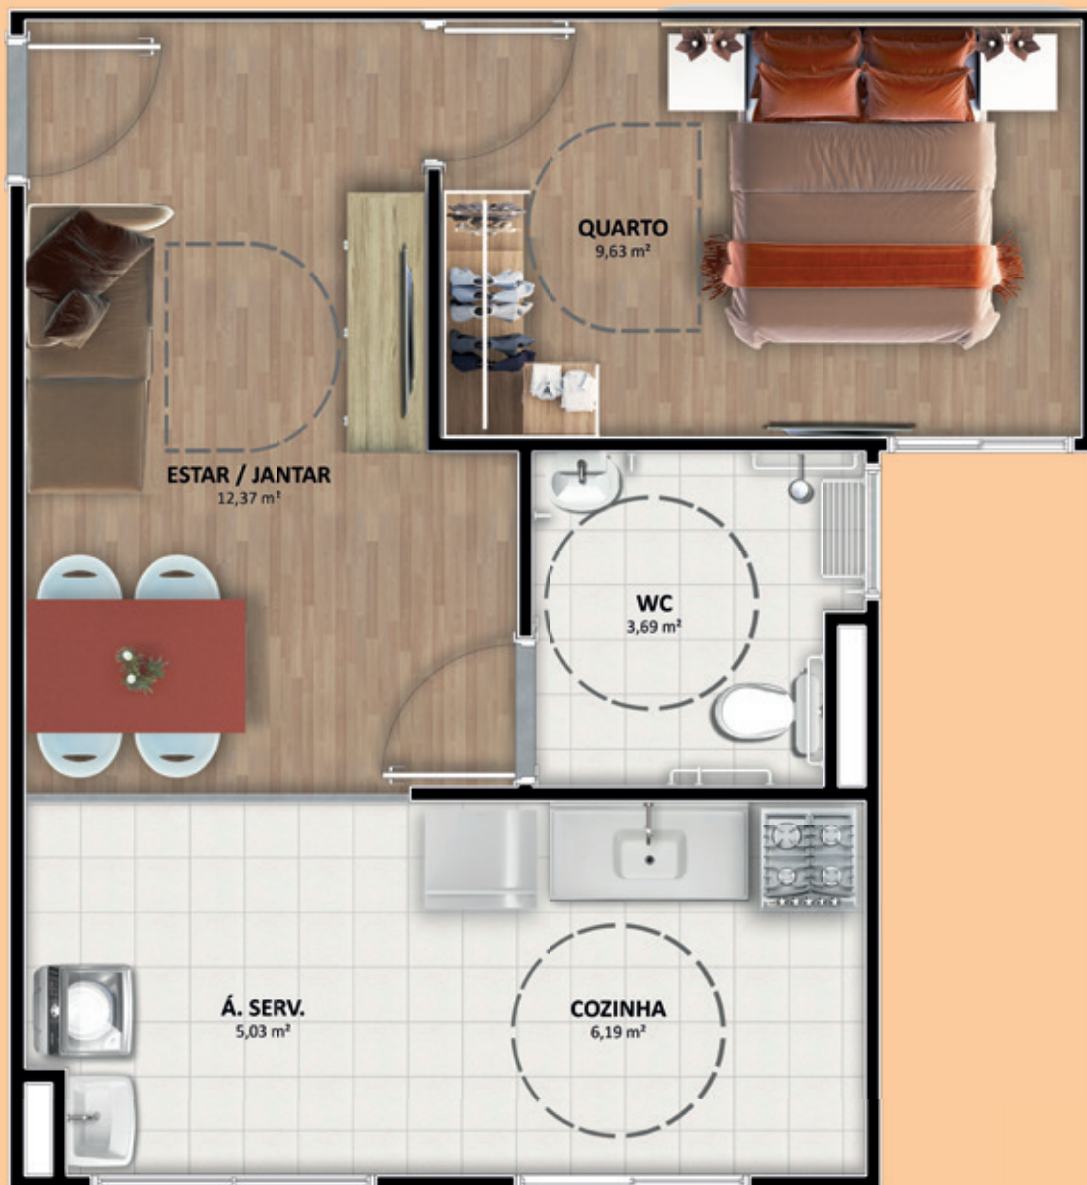 QUARTO
9,63 m²
ESTAR / JANTAR
12,37 m²
WC
3,69 m²
Á. SERV.
5,03 m²
COZINHA
6,19 m²